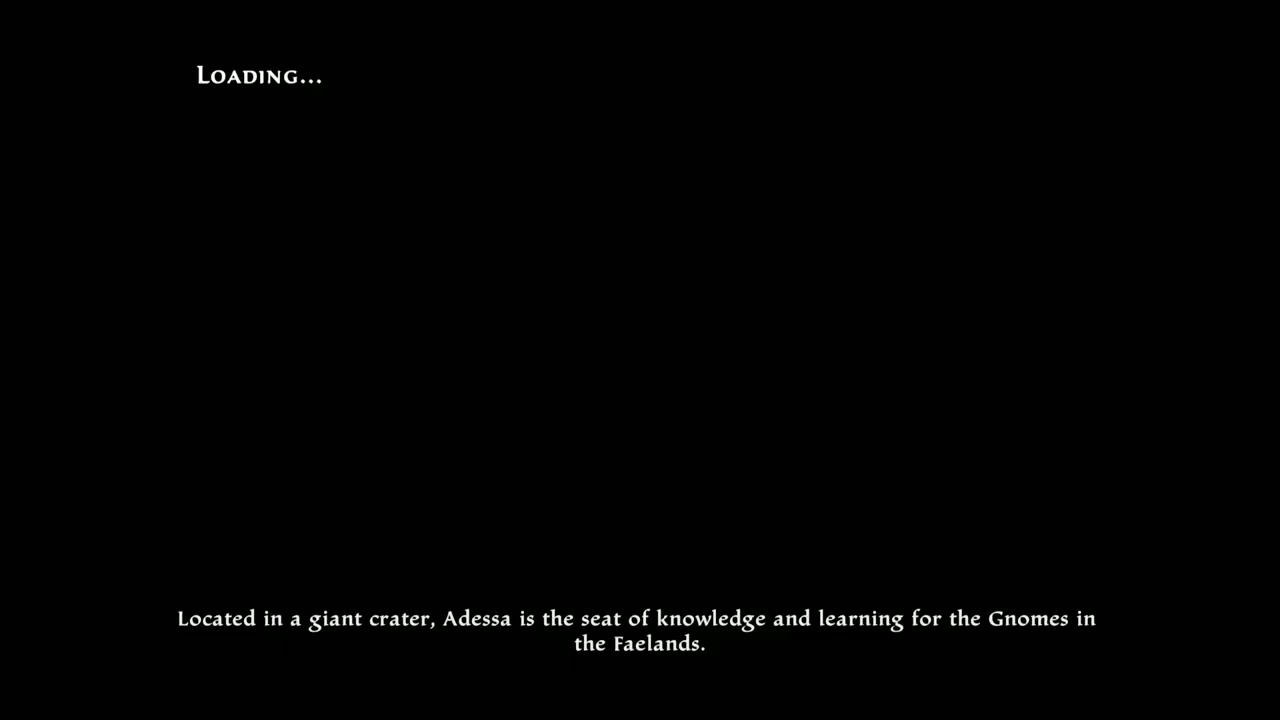 Loading...
Located in a giant crater, Adessa is the seat of knowledge and learning for the Gnomes in
the Faelands.